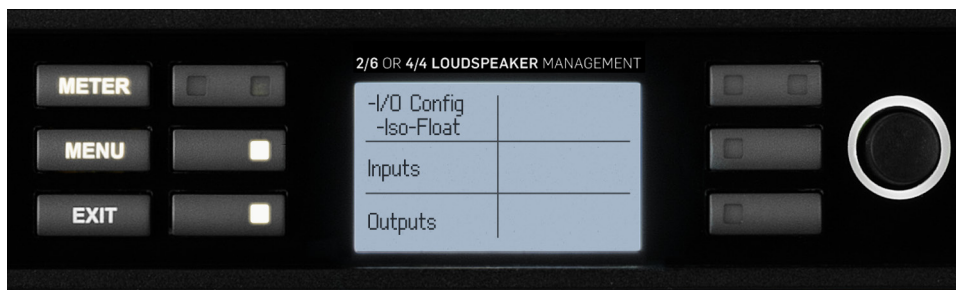 2/6 OR 4/4 LOUDSPEAKER MANAGEMENT
METER
-I/O Config
-Iso-Float
MENU
Inputs
EXIT
Outputs